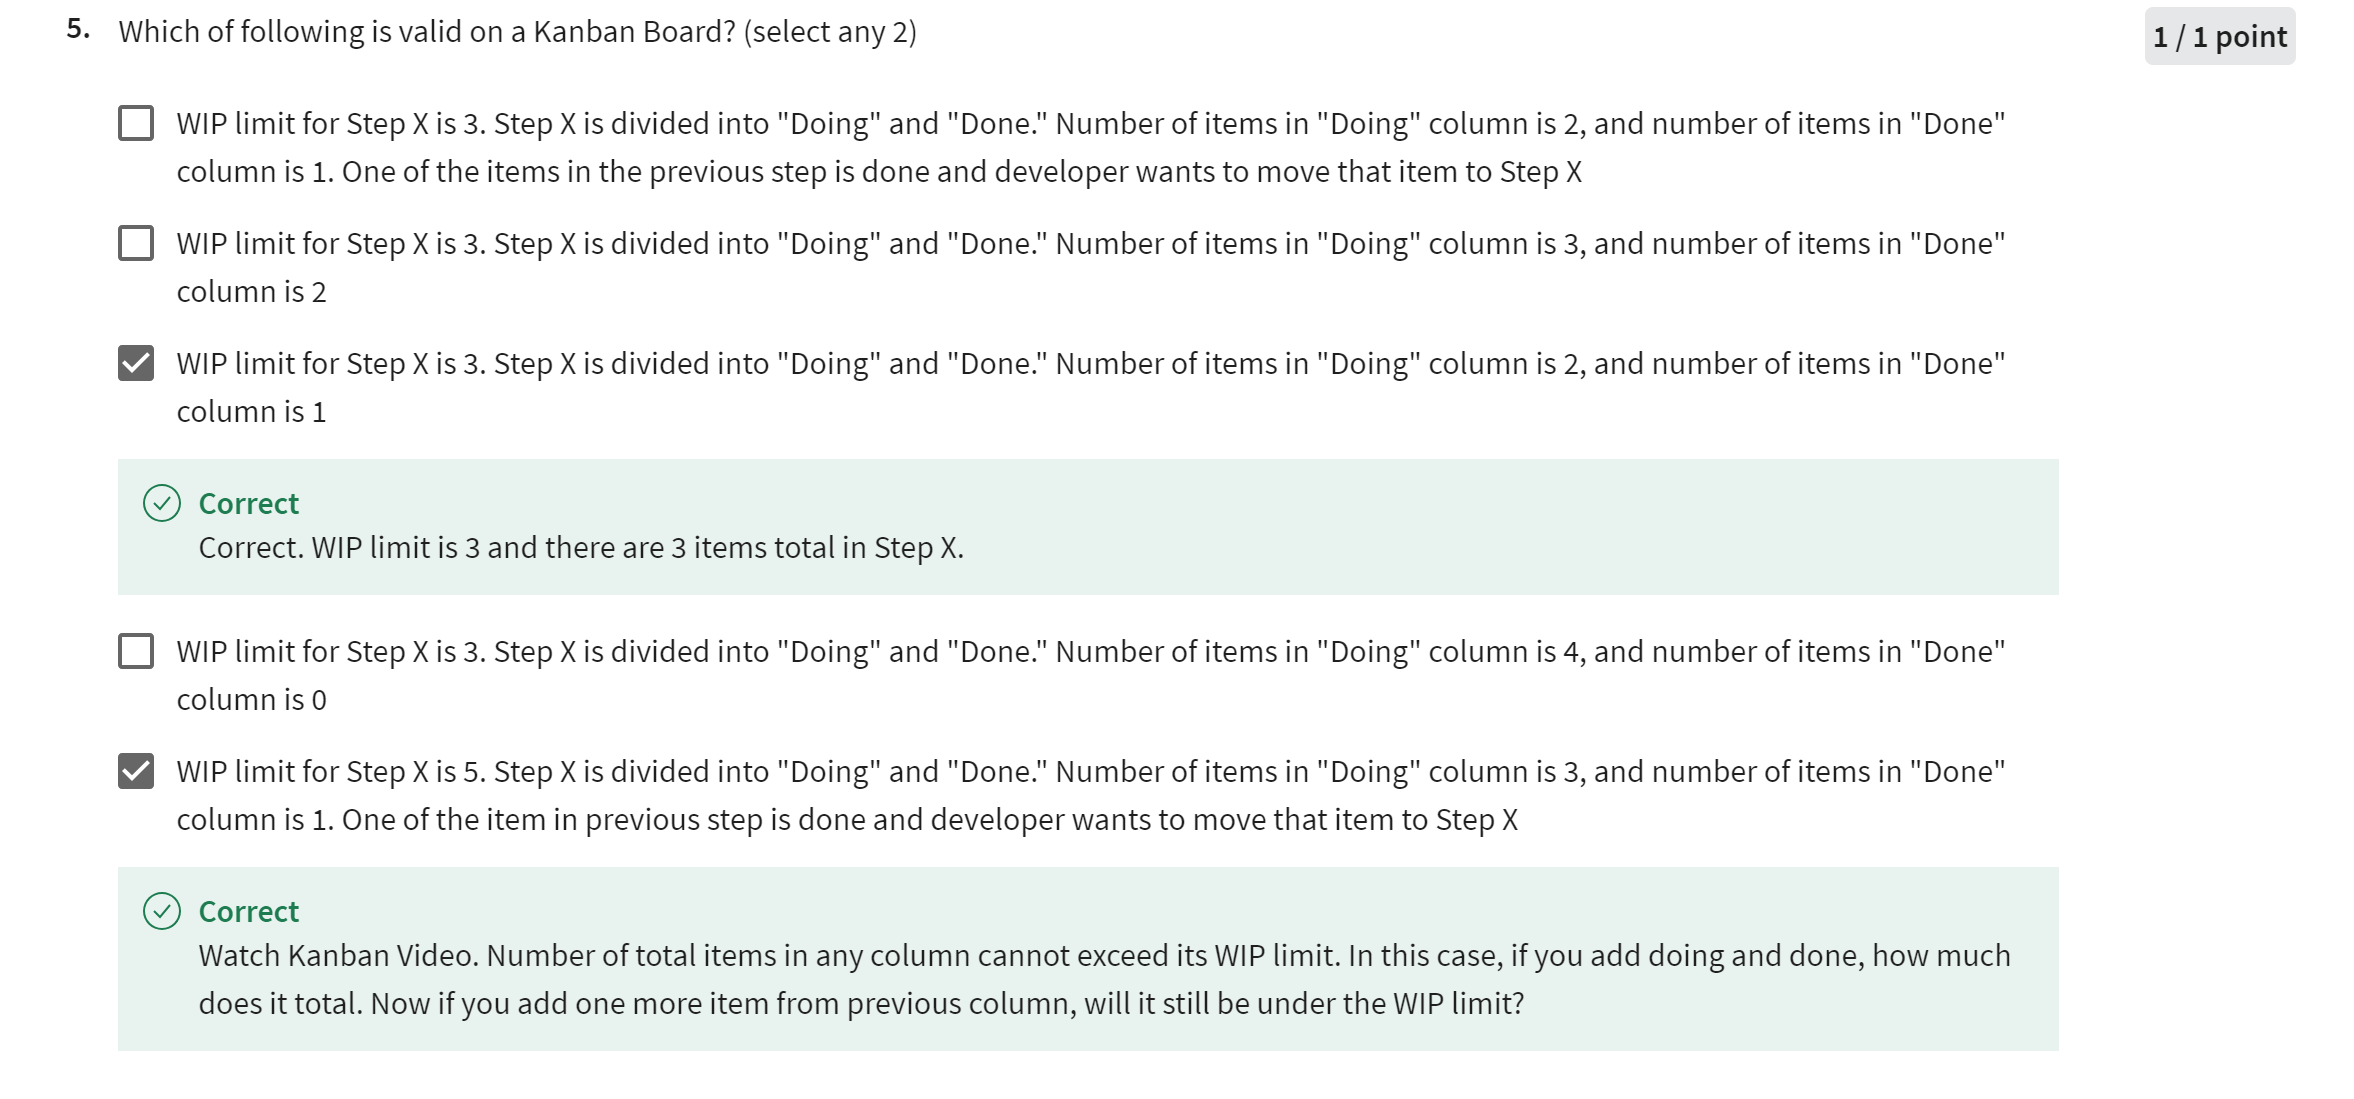 5. Which of following is valid on a Kanban Board? (select any 2)
1 / 1 point
WIP limit for Step X is 3. Step X is divided into "Doing" and "Done." Number of items in "Doing" column is 2, and number of items in "Done"
column is 1. One of the items in the previous step is done and developer wants to move that item to Step X
WIP limit for Step X is 3. Step X is divided into "Doing" and "Done." Number of items in "Doing" column is 3, and number of items in "Done"
column is 2
WIP limit for Step X is 3. Step X is divided into "Doing" and "Done." Number of items in "Doing" column is 2, and number of items in "Done"
column is 1
Correct
Correct. WIP limit is 3 and there are 3 items total in Step X.
WIP limit for Step X is 3. Step X is divided into "Doing" and "Done." Number of items in "Doing" column is 4, and number of items in "Done"
column is 0
WIP limit for Step X is 5. Step X is divided into "Doing" and "Done." Number of items in "Doing" column is 3, and number of items in "Done"
column is 1. One of the item in previous step is done and developer wants to move that item to Step X
Correct
Watch Kanban Video. Number of total items in any column cannot exceed its WIP limit. In this case, if you add doing and done, how much
does it total. Now if you add one more item from previous column, will it still be under the WIP limit?